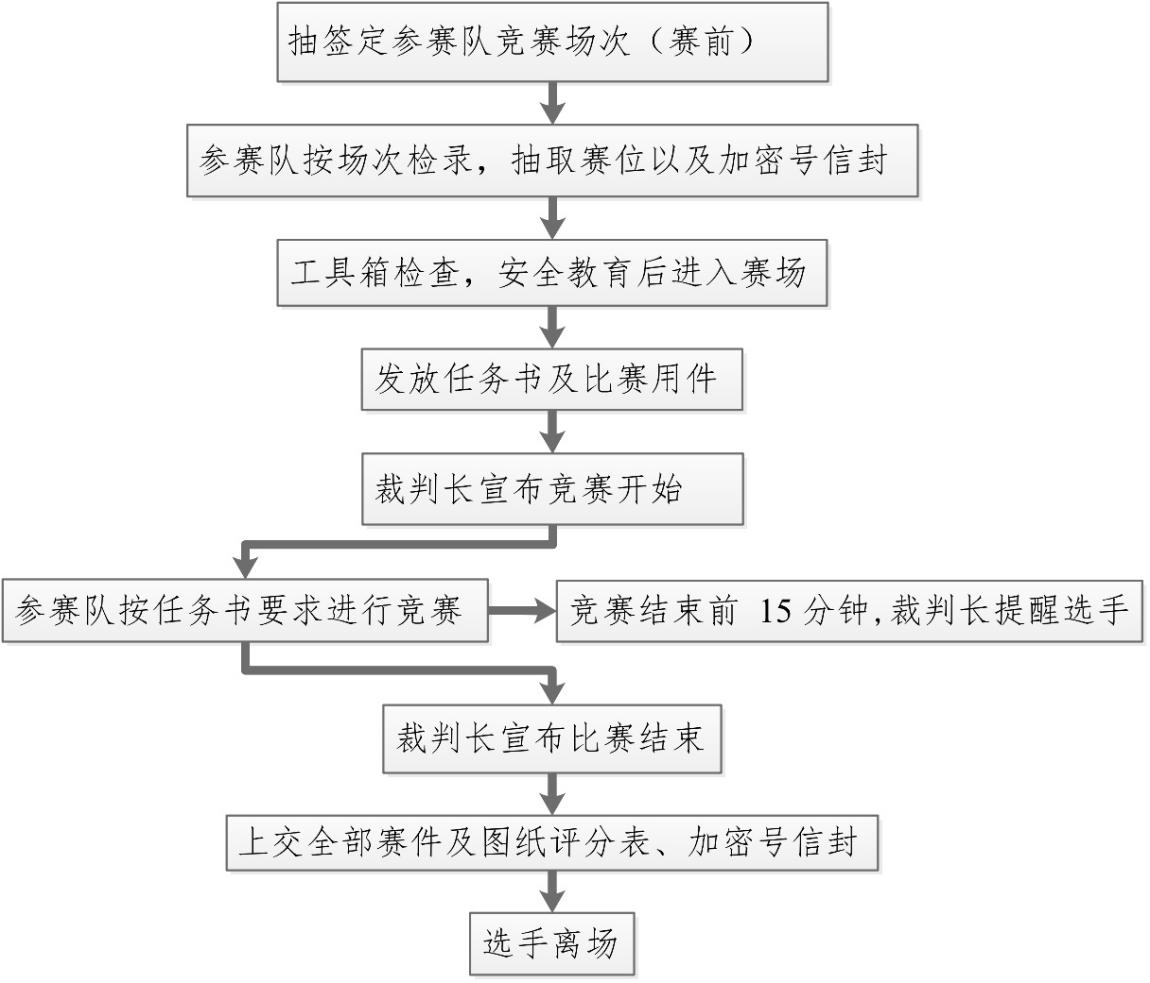 抽签定参赛队竞赛场次（赛前）
参赛队按场次检录，抽取赛位以及加密号信封
工具箱检查，安全教育后进入赛场
发放任务书及比赛用件
裁判长宣布竞赛开始
参赛队按任务书要求进行竞赛
竞赛结束前 15 分钟,裁判长提醒选手
裁判长宣布比赛结束
上交全部赛件及图纸评分表、加密号信封
选手离场